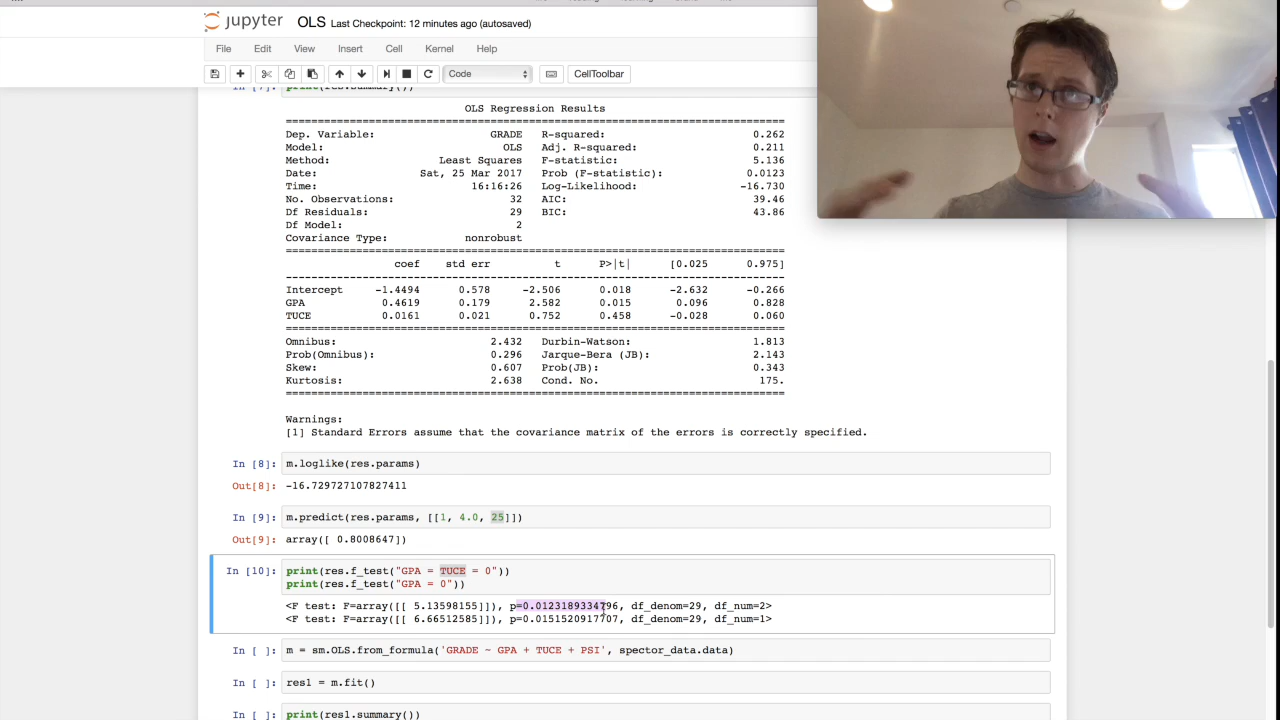 jupyter OLS Last Checkpoint: 12 minutes ago (autosaved)
File Edit View Insert Cell Kernel Help
Code CellToolbar
In [7]: print(res.summary())
OLS Regression Results
Dep. Variable: GRADE R-squared: 0.262
Model: OLS Adj. R-squared: 0.211
Method: Least Squares F-statistic: 5.136
Date: Sat, 25 Mar 2017 Prob (F-statistic): 0.0123
Time: 16:16:26 Log-Likelihood: -16.730
No. Observations: 32 AIC: 39.46
Df Residuals: 29 BIC: 43.86
Df Model: 2
Covariance Type: nonrobust
coef std err t P>|t| [0.025 0.975]
Intercept -1.4494 0.578 -2.506 0.018 -2.632 -0.266
GPA 0.4619 0.179 2.582 0.015 0.096 0.828
TUCE 0.0161 0.021 0.752 0.458 -0.028 0.060
Omnibus: 2.432 Durbin-Watson: 1.813
Prob(Omnibus): 0.296 Jarque-Bera (JB): 2.143
Skew: 0.607 Prob(JB): 0.343
Kurtosis: 2.638 Cond. No. 175.
Warnings:
[1] Standard Errors assume that the covariance matrix of the errors is correctly specified.
In [8]: m.loglike(res.params)
Out[8]: -16.729727107827411
In [9]: m.predict(res.params, [[1, 4.0, 25]])
Out[9]: array([ 0.8008647])
In [10]: print(res.f_test("GPA = TUCE = 0"))
print(res.f_test("GPA = 0"))
<F test: F=array([[ 5.13598155]]), p=0.0123189334796, df_denom=29, df_num=2>
<F test: F=array([[ 6.66512585]]), p=0.0151520917707, df_denom=29, df_num=1>
In [ ]: m = sm.OLS.from_formula('GRADE ~ GPA + TUCE + PSI', spector_data.data)
In [ ]: res1 = m.fit()
In [ ]: print(res1.summary())